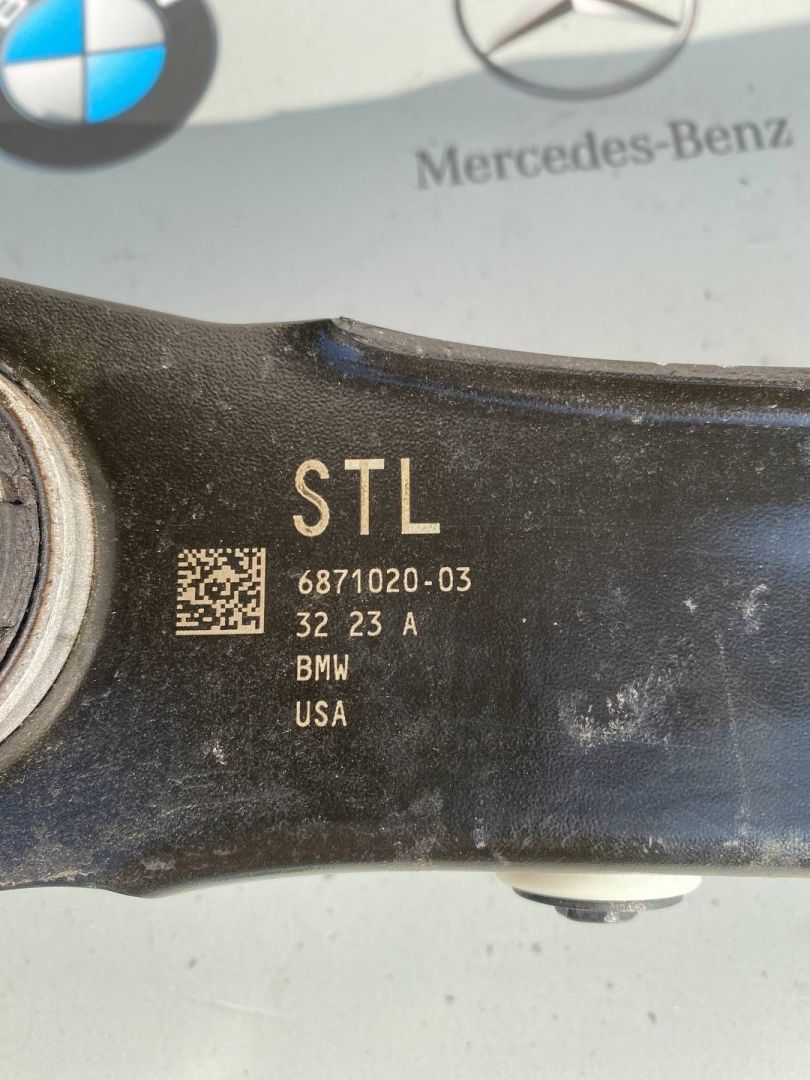 Mercedes-Benz
STL
6871020-03
32 23 A
BMW
USA